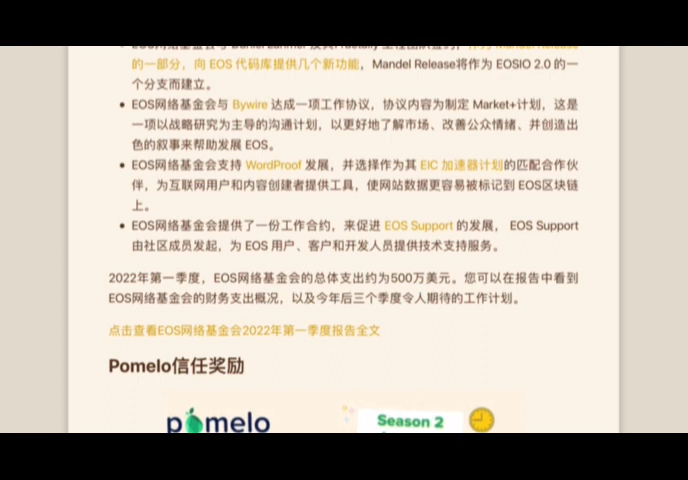 的一部分，向 EOS 代码库提供几个新功能，Mandel Release将作为 EOSIO 2.0 的一
个分支而建立。
• EOS网络基金会与 Bywire 达成一项工作协议，协议内容为制定 Market+计划，这是
一项以战略研究为主导的沟通计划，以更好地了解市场、改善公众情绪、并创造出
色的叙事来帮助发展 EOS。
• EOS网络基金会支持 WordProof 发展，并选择作为其 EIC 加速器计划的匹配合作伙
伴，为互联网用户和内容创建者提供工具，使网站数据更容易被标记到 EOS区块链
上。
• EOS网络基金会提供了一份工作合约，来促进 EOS Support 的发展， EOS Support
由社区成员发起，为 EOS 用户、客户和开发人员提供技术支持服务。
2022年第一季度，EOS网络基金会的总体支出约为500万美元。您可以在报告中看到
EOS网络基金会的财务支出概况，以及今年后三个季度令人期待的工作计划。
点击查看EOS网络基金会2022年第一季度报告全文
Pomelo信任奖励
pomelo
Season 2